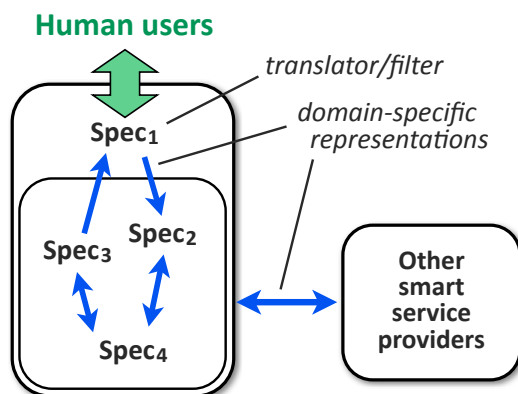 Human users
translator/filter
domain-specific
representations
Spec1
Spec3
Spec2
Spec4
Other
smart
service
providers